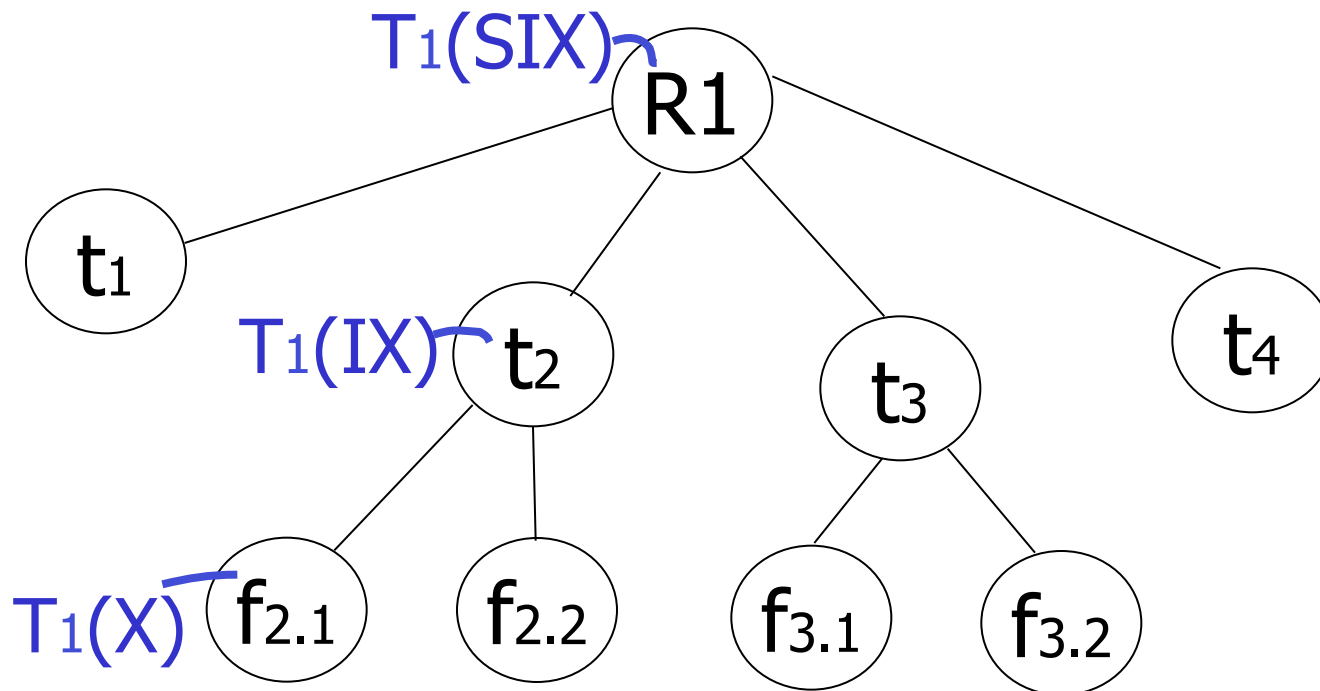 T1(SIX)
R1
t1
T1(IX)
t2
t3
t4
T1(X)
f2.1
f2.2
f3.1
f3.2